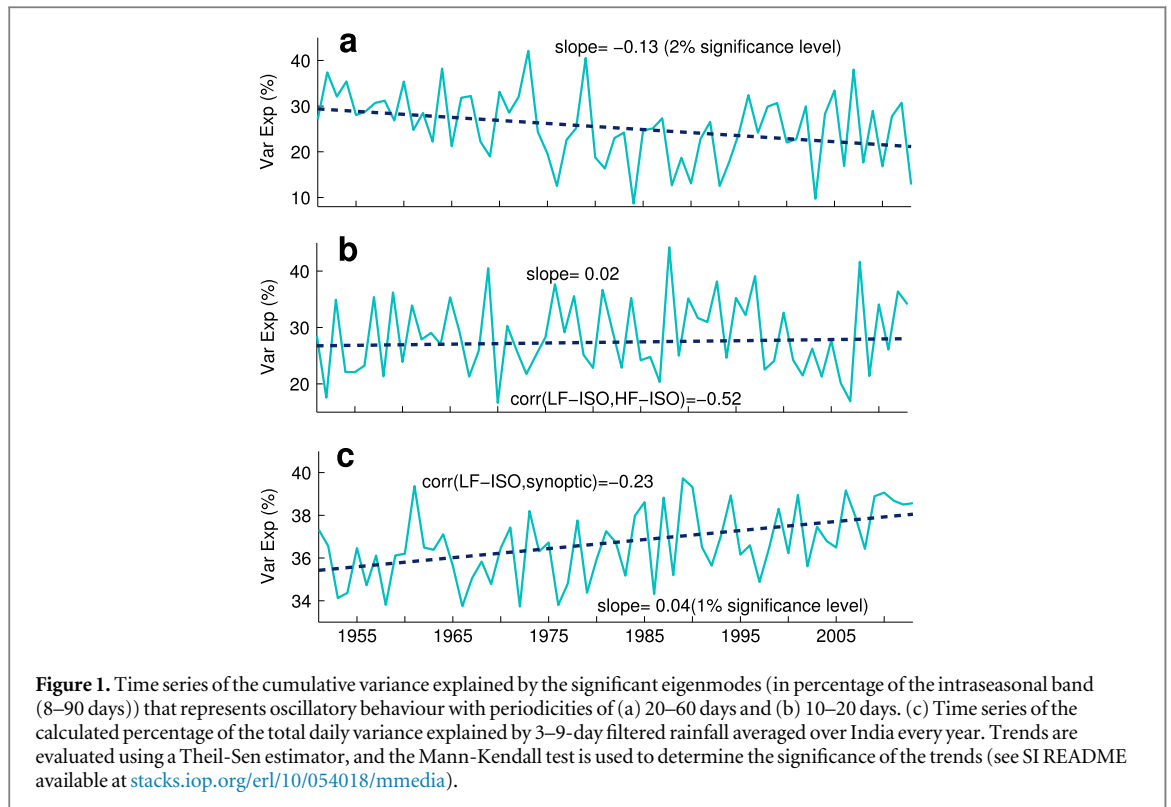 a
slope= −0.13 (2% significance level)
Var Exp (%)
40
30
20
10
b
slope= 0.02
Var Exp (%)
40
30
20
corr(LF−ISO,HF−ISO)=−0.52
c
corr(LF−ISO,synoptic)=−0.23
Var Exp (%)
40
38
36
34
slope= 0.04(1% significance level)
1955 1965 1975 1985 1995 2005
Figure 1. Time series of the cumulative variance explained by the significant eigenmodes (in percentage of the intraseasonal band
(8–90 days)) that represents oscillatory behaviour with periodicities of (a) 20–60 days and (b) 10–20 days. (c) Time series of the
calculated percentage of the total daily variance explained by 3–9-day filtered rainfall averaged over India every year. Trends are
evaluated using a Theil-Sen estimator, and the Mann-Kendall test is used to determine the significance of the trends (see SI README
available at stacks.iop.org/erl/10/054018/mmedia).